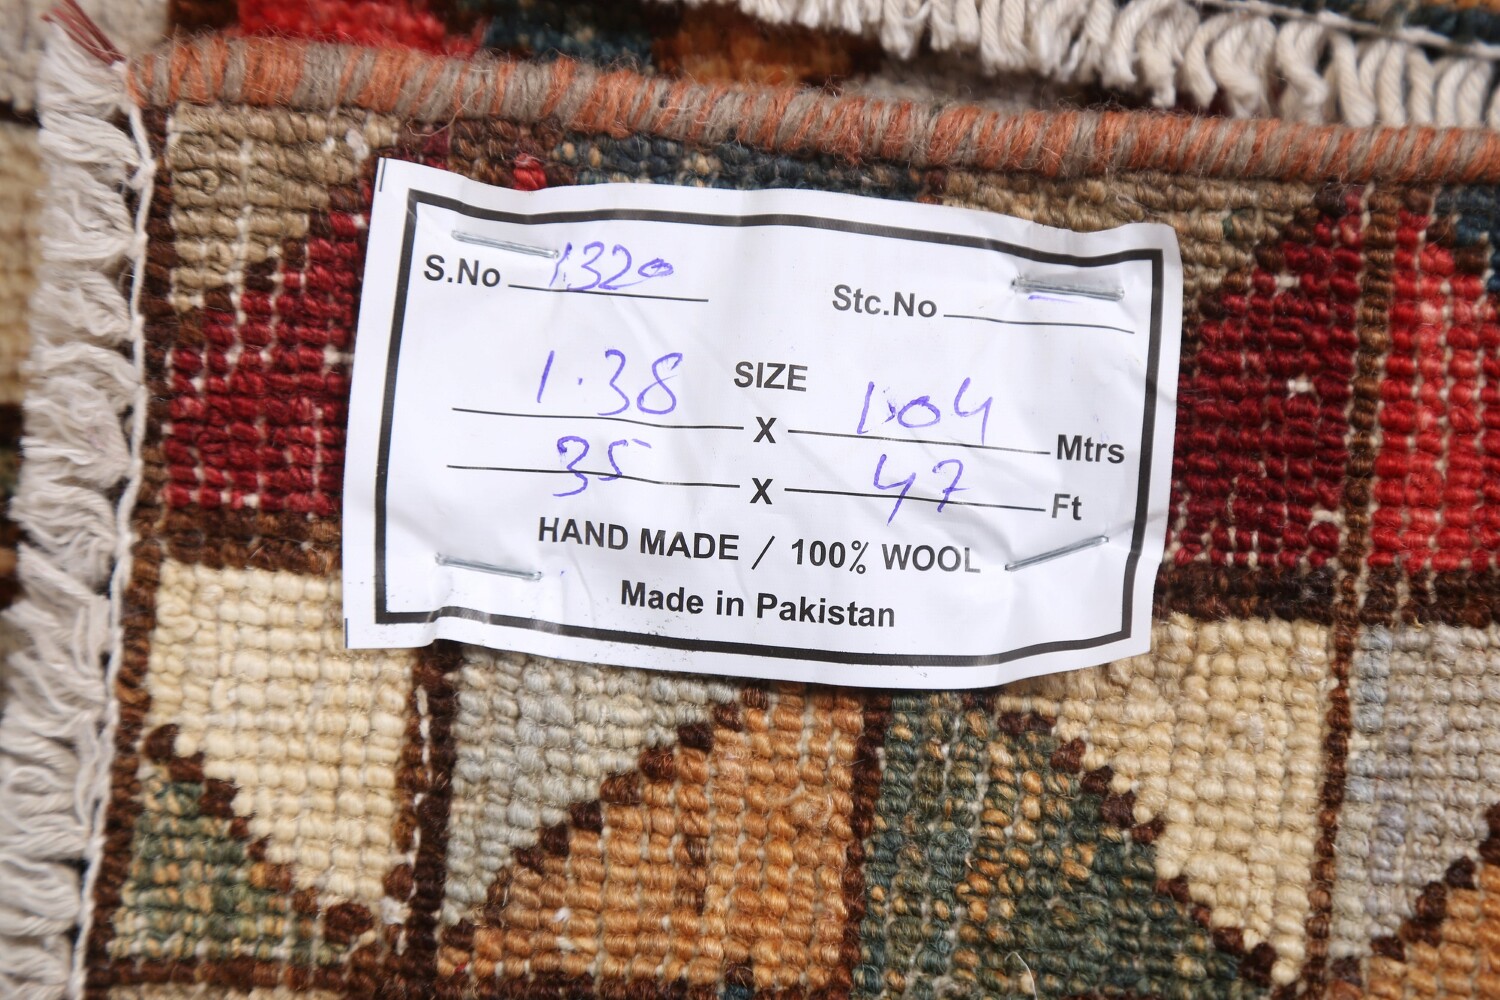 S.No 1320
Stc.No -
SIZE
1.38 X 1.04 Mtrs
35 X 47 Ft
HAND MADE / 100% WOOL
Made in Pakistan